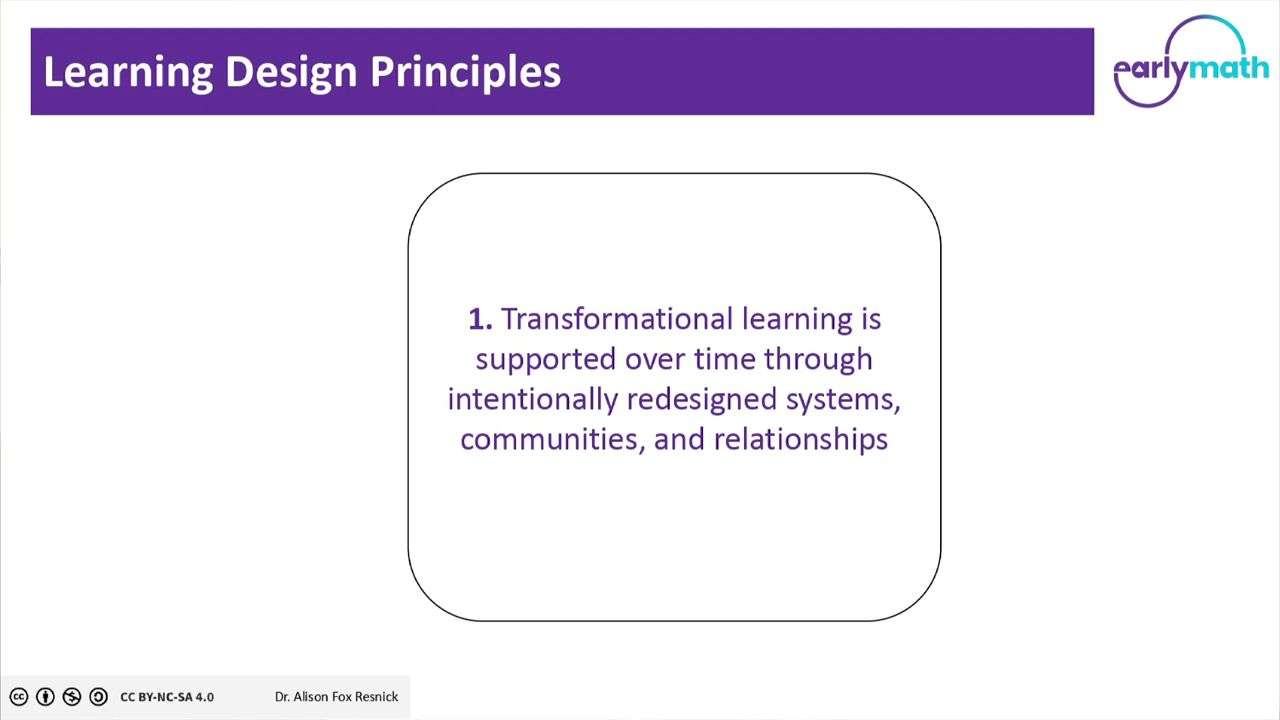 Learning Design Principles
earlymath
1. Transformational learning is
supported over time through
intentionally redesigned systems,
communities, and relationships
CC BY-NC-SA 4.0 Dr. Alison Fox Resnick